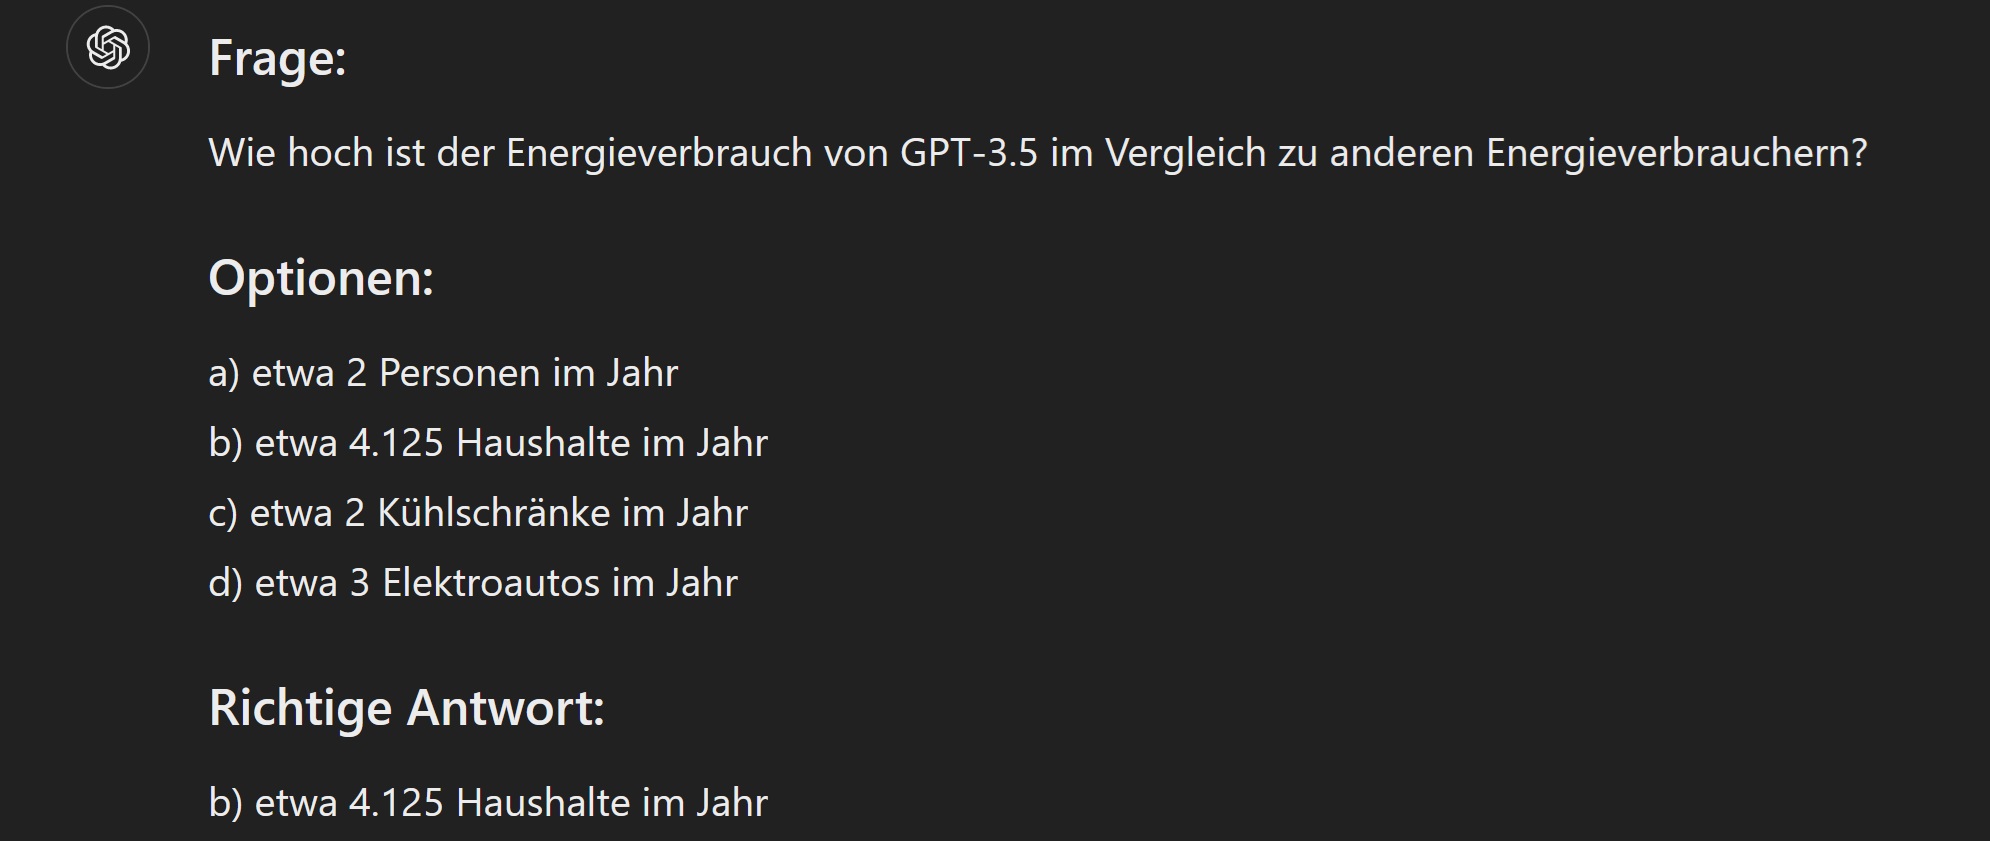 Frage:
Wie hoch ist der Energieverbrauch von GPT-3.5 im Vergleich zu anderen Energieverbrauchern?
Optionen:
a) etwa 2 Personen im Jahr
b) etwa 4.125 Haushalte im Jahr
c) etwa 2 Kühlschränke im Jahr
d) etwa 3 Elektroautos im Jahr
Richtige Antwort:
b) etwa 4.125 Haushalte im Jahr